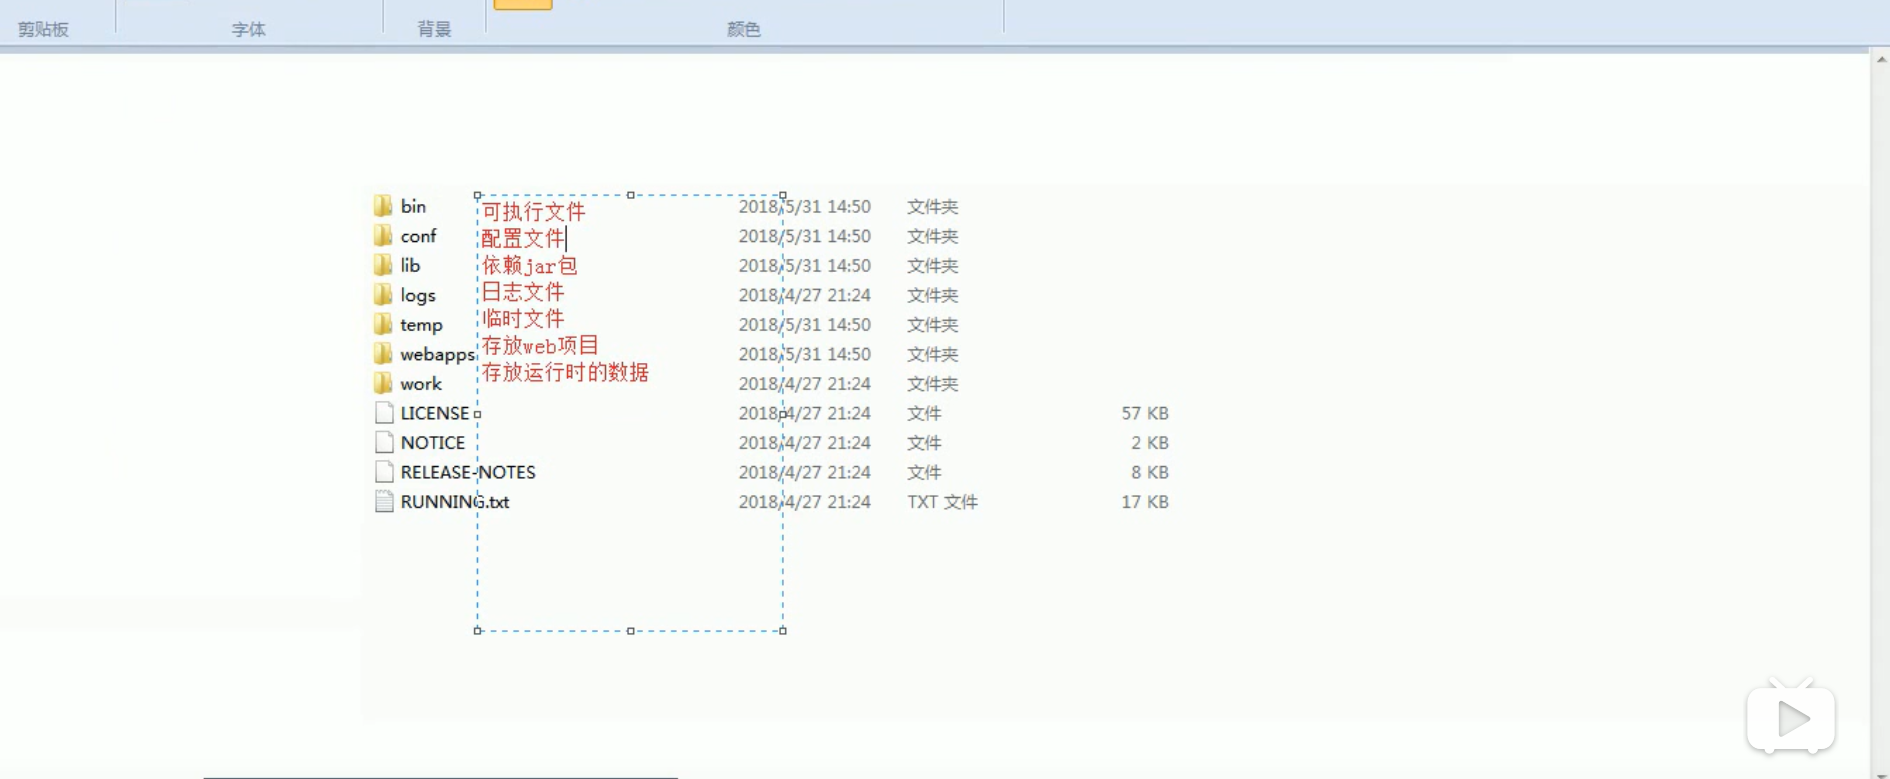 剪贴板 字体 背景 颜色
bin 可执行文件 2018/5/31 14:50 文件夹
conf 配置文件 2018/5/31 14:50 文件夹
lib 依赖jar包 2018/5/31 14:50 文件夹
logs 日志文件 2018/4/27 21:24 文件夹
temp 临时文件 2018/5/31 14:50 文件夹
webapps 存放web项目 2018/5/31 14:50 文件夹
work 存放运行时的数据 2018/4/27 21:24 文件夹
LICENSE 2018/4/27 21:24 文件 57 KB
NOTICE 2018/4/27 21:24 文件 2 KB
RELEASE-NOTES 2018/4/27 21:24 文件 8 KB
RUNNING.txt 2018/4/27 21:24 TXT 文件 17 KB